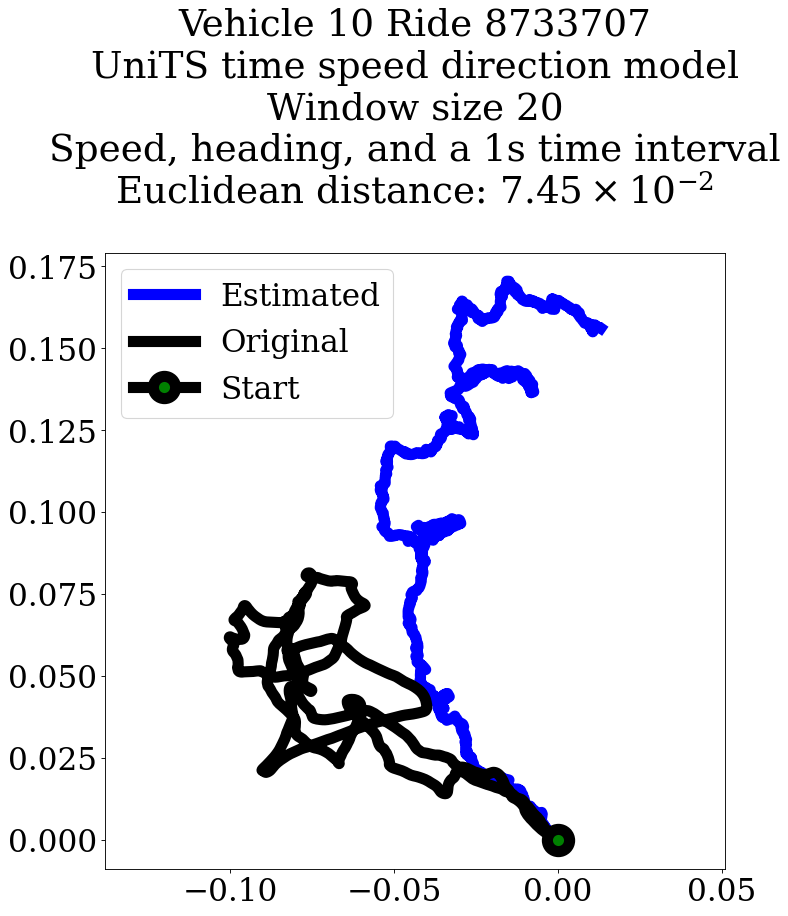 Vehicle 10 Ride 8733707
UniTS time speed direction model
Window size 20
Speed, heading, and a 1s time interval
Euclidean distance: 7.45 × 10⁻²
0.175
0.150
0.125
0.100
0.075
0.050
0.025
0.000
Estimated
Original
Start
−0.10 −0.05 0.00 0.05